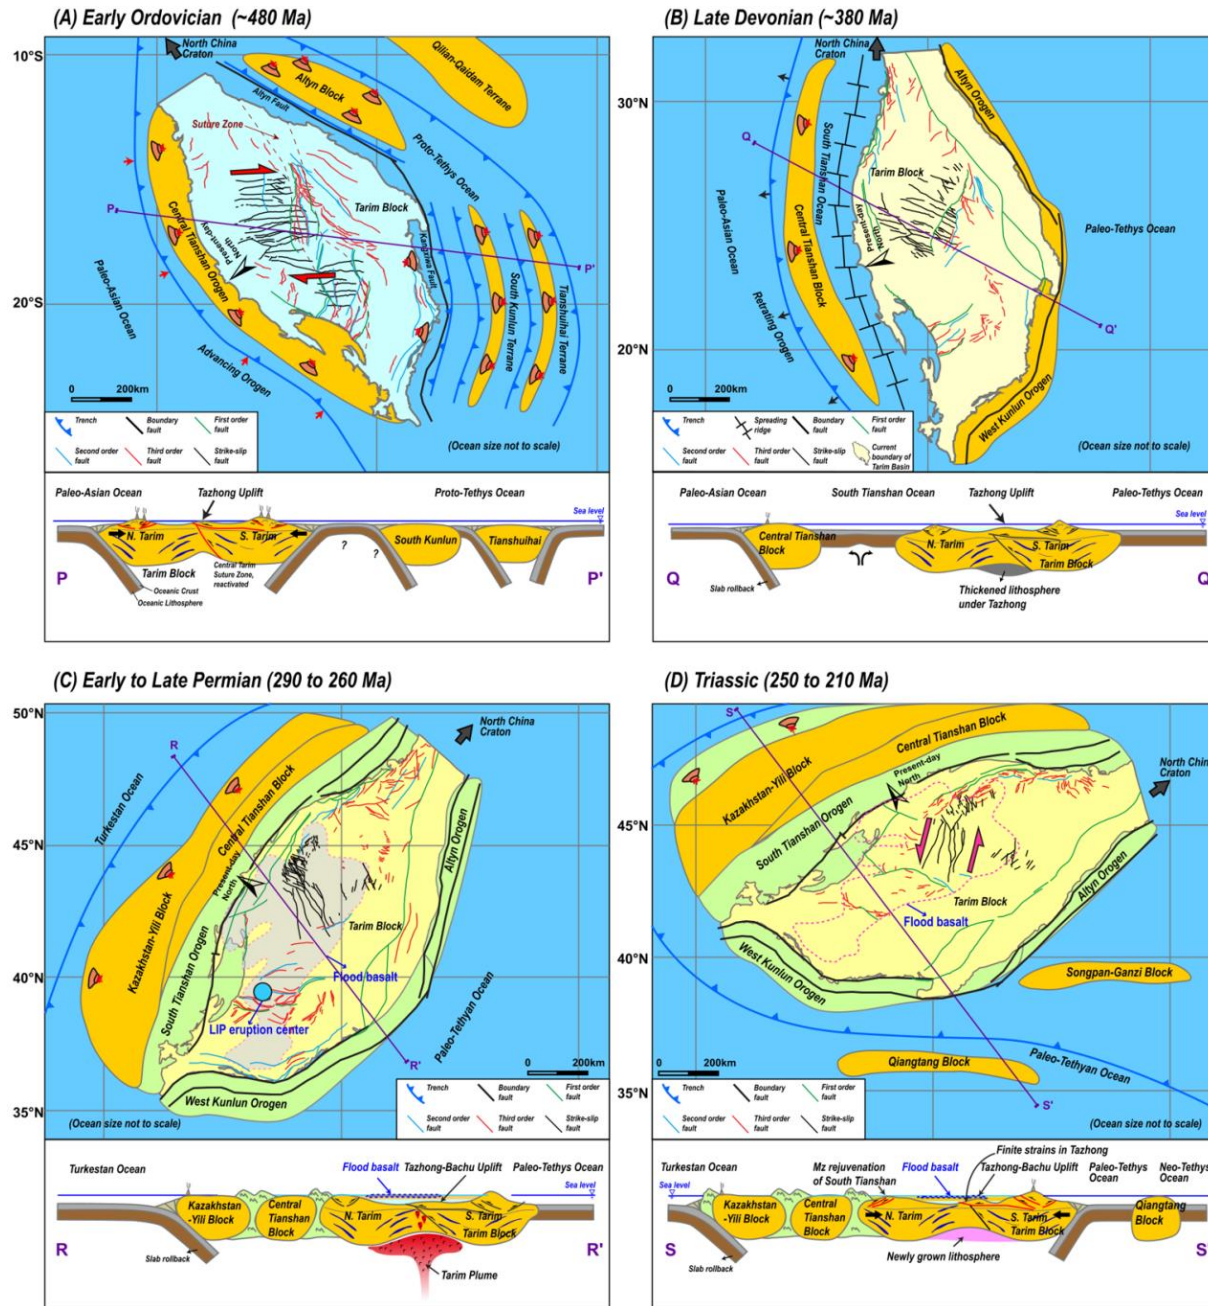 (A) Early Ordovician (~480 Ma)
10°S
20°S
North China
Craton
Qilian-Qaidam Terrane
Altyn Block
Altyn Fault
Suture Zone
Proto-Tethys Ocean
Tarim Block
P
P'
Central Tianshan Orogen
Present-day
North
Kangxiwa Fault
South Kunlun Terrane
Tianshuihai Terrane
Paleo-Asian Ocean
Advancing Orogen
0 200km
(Ocean size not to scale)
Trench
Boundary
fault
First order
fault
Second order
fault
Third order
fault
Strike-slip
fault
Paleo-Asian Ocean
Tazhong Uplift
Proto-Tethys Ocean
Sea level
N. Tarim
S. Tarim
? ?
South Kunlun
Tianshuihai
Tarim Block
Central Tarim
Suture Zone,
reactivated
Oceanic Crust
Oceanic Lithosphere
P
P'
(B) Late Devonian (~380 Ma)
30°N
20°N
North China
Craton
Altyn Orogen
Q
Q'
South Tianshan Ocean
Tarim Block
Paleo-Asian Ocean
Central Tianshan Block
Present-day
North
Paleo-Tethys Ocean
Retrating Orogen
West Kunlun Orogen
0 200km
(Ocean size not to scale)
Trench
Spreading
ridge
Boundary
fault
First order
fault
Second order
fault
Third order
fault
Strike-slip
fault
Current
boundary of
Tarim Basin
Paleo-Asian Ocean
South Tianshan Ocean
Tazhong Uplift
Paleo-Tethys Ocean
Sea level
Central Tianshan
Block
N. Tarim
S. Tarim
Tarim Block
Slab rollback
Thickened lithosphere
under Tazhong
Q
Q'
(C) Early to Late Permian (290 to 260 Ma)
50°N
45°N
40°N
35°N
North China
Craton
R
R'
Turkestan Ocean
Central Tianshan Block
Kazakhstan-Yili Block
South Tianshan Orogen
Present-day
North
Altyn Orogen
Tarim Block
Flood basalt
LIP eruption center
Paleo-Tethyan Ocean
West Kunlun Orogen
0 200km
(Ocean size not to scale)
Trench
Boundary
fault
First order
fault
Second order
fault
Third order
fault
Strike-slip
fault
Turkestan Ocean
Flood basalt
Tazhong-Bachu Uplift
Paleo-Tethys
Ocean
Sea level
Kazakhstan
-Yili Block
Central
Tianshan
Block
N. Tarim
S. Tarim
Tarim Block
Slab rollback
Tarim Plume
R
R'
(D) Triassic (250 to 210 Ma)
45°N
40°N
35°N
S'
Central Tianshan Block
Kazakhstan-Yili Block
Present-day
North
North China
Craton
South Tianshan Orogen
Tarim Block
Flood basalt
Altyn Orogen
West Kunlun Orogen
Songpan-Ganzi Block
Paleo-Tethyan Ocean
Qiangtang Block
S'
0 200km
(Ocean size not to scale)
Trench
Boundary
fault
First order
fault
Second order
fault
Third order
fault
Strike-slip
fault
Finite strains in Tazhong
Turkestan Ocean
Mz rejuvenation
of South Tianshan
Flood basalt
Tazhong-Bachu Uplift
Paleo-Tethys
Ocean
Neo-Tethys
Ocean
Sea level
Kazakhstan
-Yili Block
Central
Tianshan
Block
N. Tarim
S. Tarim
Tarim Block
Qiangtang
Block
Slab rollback
Newly grown lithosphere
S
S'